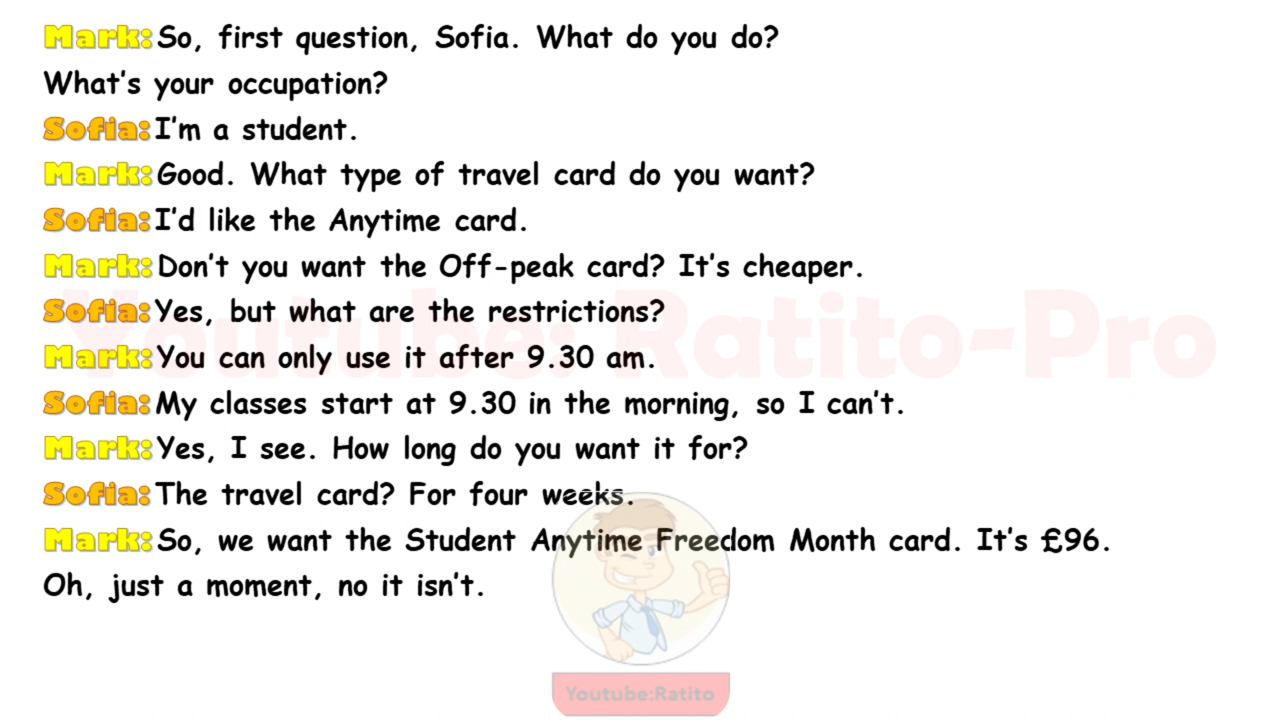 Mark: So, first question, Sofia. What do you do?
What's your occupation?
Sofia: I'm a student.
Mark: Good. What type of travel card do you want?
Sofia: I'd like the Anytime card.
Mark: Don't you want the Off-peak card? It's cheaper.
Sofia: Yes, but what are the restrictions?
Youtube: Ratito-Pro
Mark: You can only use it after 9.30 am.
Sofia: My classes start at 9.30 in the morning, so I can't.
Mark: Yes, I see. How long do you want it for?
Sofia: The travel card? For four weeks.
Mark: So, we want the Student Anytime Freedom Month card. It's £96.
Oh, just a moment, no it isn't.
Youtube:Ratito